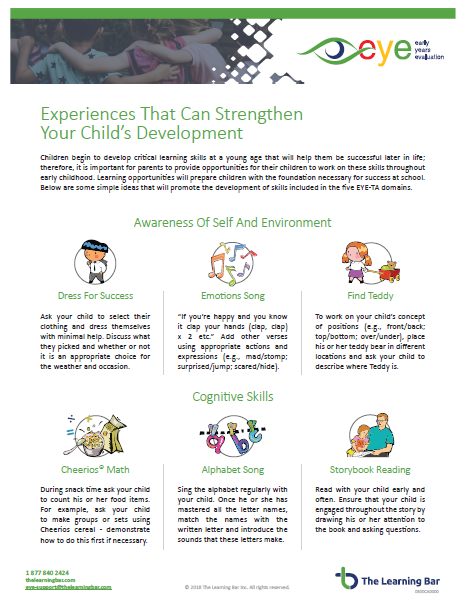 eye early
years
evaluation
Experiences That Can Strengthen
Your Child's Development
Children begin to develop critical learning skills at a young age that will help them be successful later in life;
therefore, it is important for parents to provide opportunities for their children to work on these skills throughout
early childhood. Learning opportunities will prepare children with the foundation necessary for success at school.
Below are some simple ideas that will promote the development of skills included in the five EYE-TA domains.
Awareness Of Self And Environment
Dress For Success
Ask your child to select their
clothing and dress themselves
with minimal help. Discuss what
they picked and whether or not
it is an appropriate choice for
the weather and occasion.
Emotions Song
"If you're happy and you know
it clap your hands (clap, clap)
x 2 etc." Add other verses
using appropriate actions and
expressions (e.g., mad/stomp;
surprised/jump; scared/hide).
Find Teddy
To work on your child's concept
of positions (e.g., front/back;
top/bottom; over/under), place
his or her teddy bear in different
locations and ask your child to
describe where Teddy is.
Cognitive Skills
Cheerios® Math
During snack time ask your child
to count his or her food items.
For example, ask your child
to make groups or sets using
Cheerios cereal - demonstrate
how to do this first if necessary.
a b c
Alphabet Song
Sing the alphabet regularly with
your child. Once he or she has
mastered all the letter names,
match the names with the
written letter and introduce the
sounds that these letters make.
Storybook Reading
Read with your child early and
often. Ensure that your child is
engaged throughout the story by
drawing his or her attention to
the book and asking questions.
1 877 840 2424
thelearningbar.com
eye-support@thelearningbar.com
© 2018 The Learning Bar Inc. All rights reserved.
The Learning Bar